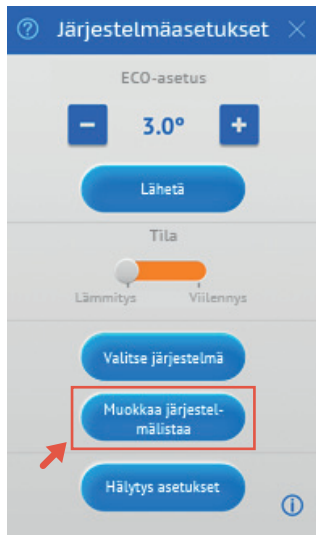 ? Järjestelmäasetukset ×
ECO-asetus
− 3.0° +
Lähetä
Tila
Lämmitys Viilennys
Valitse järjestelmä
Muokkaa järjestel-
mälistaa
Hälytys asetukset
i